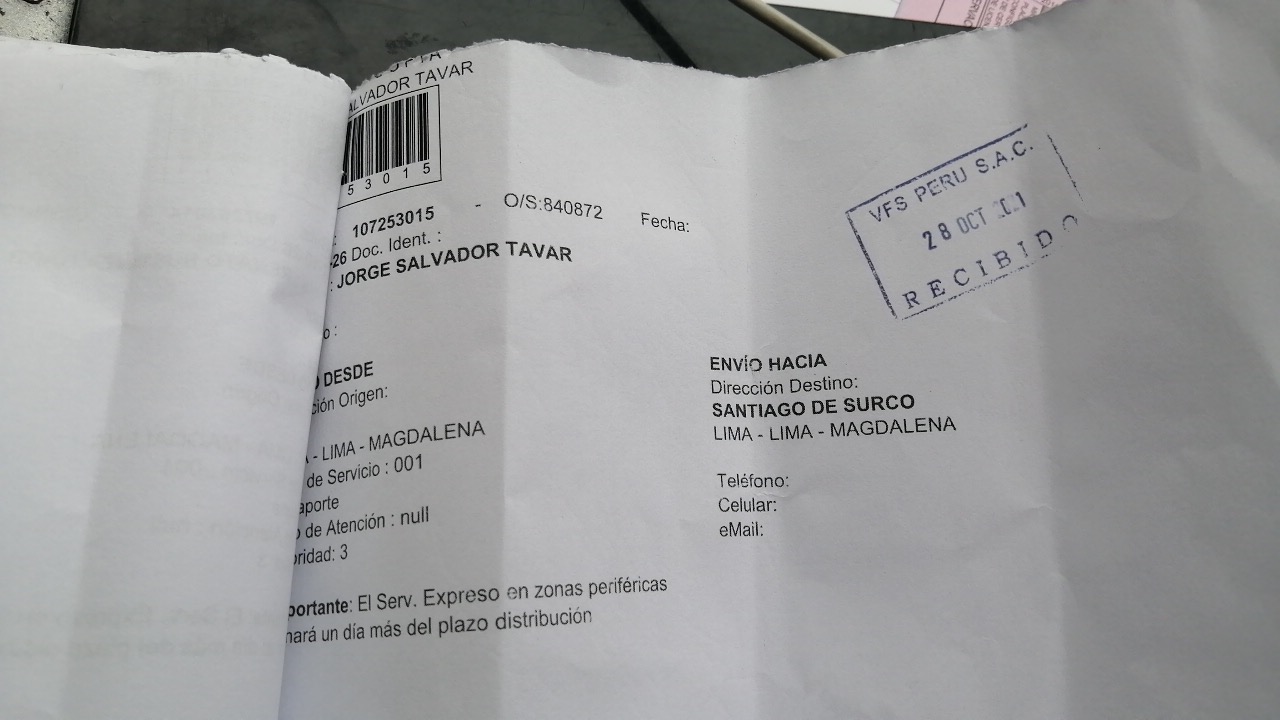 SALVADOR TAVAR
53015
: 107253015 - O/S:840872 Fecha:
-26 Doc. Ident. :
: JORGE SALVADOR TAVAR
o :
DESDE
ción Origen:
- LIMA - MAGDALENA
de Servicio : 001
aporte
o de Atención : null
oridad: 3
portante: El Serv. Expreso en zonas periféricas
mará un día más del plazo distribución
VFS PERU S.A.C.
28 OCT 2021
RECIBIDO
ENVÍO HACIA
Dirección Destino:
SANTIAGO DE SURCO
LIMA - LIMA - MAGDALENA
Teléfono:
Celular:
eMail: